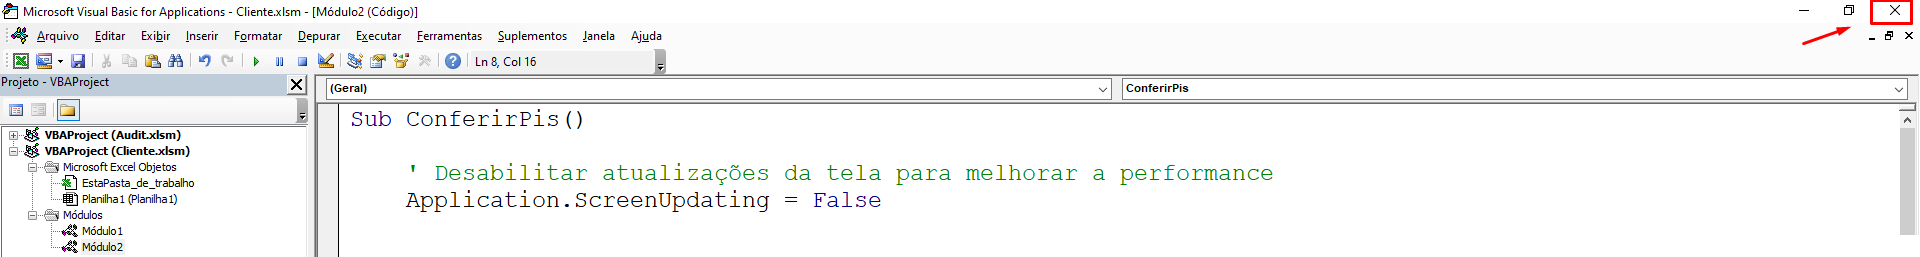 Microsoft Visual Basic for Applications - Cliente.xlsm - [Módulo2 (Código)]
Arquivo Editar Exibir Inserir Formatar Depurar Executar Ferramentas Suplementos Janela Ajuda
Ln 8, Col 16
Projeto - VBAProject
(Geral)
ConferirPis
VBAProject (Audit.xlsm)
VBAProject (Cliente.xlsm)
Microsoft Excel Objetos
EstaPasta_de_trabalho
Planilha1 (Planilha1)
Módulos
Módulo1
Módulo2
Sub ConferirPis()
' Desabilitar atualizações da tela para melhorar a performance
Application.ScreenUpdating = False